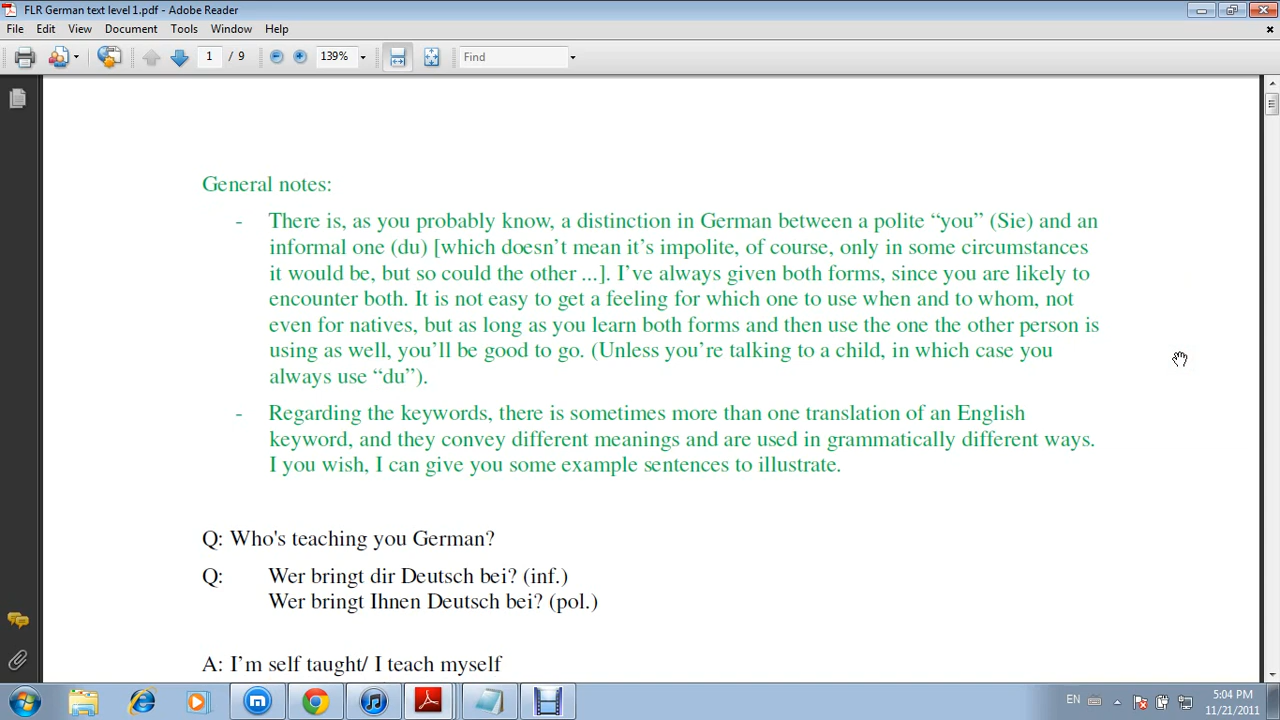 FLR German text level 1.pdf - Adobe Reader
File Edit View Document Tools Window Help
1 / 9 139% Find
General notes:
- There is, as you probably know, a distinction in German between a polite “you” (Sie) and an
informal one (du) [which doesn’t mean it’s impolite, of course, only in some circumstances
it would be, but so could the other ...]. I’ve always given both forms, since you are likely to
encounter both. It is not easy to get a feeling for which one to use when and to whom, not
even for natives, but as long as you learn both forms and then use the one the other person is
using as well, you’ll be good to go. (Unless you’re talking to a child, in which case you
always use “du”).
- Regarding the keywords, there is sometimes more than one translation of an English
keyword, and they convey different meanings and are used in grammatically different ways.
I you wish, I can give you some example sentences to illustrate.
Q: Who's teaching you German?
Q: Wer bringt dir Deutsch bei? (inf.)
Wer bringt Ihnen Deutsch bei? (pol.)
A: I’m self taught/ I teach myself
EN 5:04 PM
11/21/2011